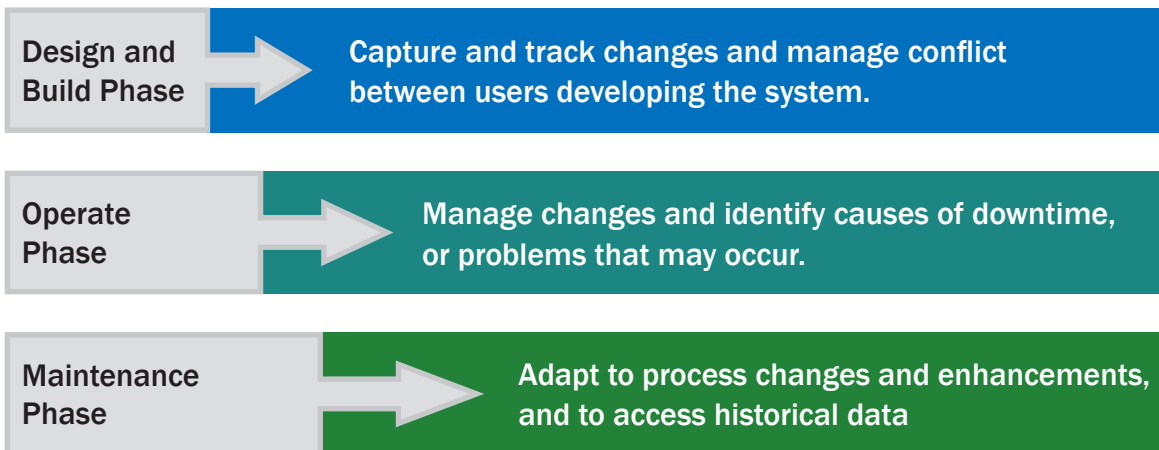 Design and
Build Phase
Capture and track changes and manage conflict
between users developing the system.
Operate
Phase
Manage changes and identify causes of downtime,
or problems that may occur.
Maintenance
Phase
Adapt to process changes and enhancements,
and to access historical data